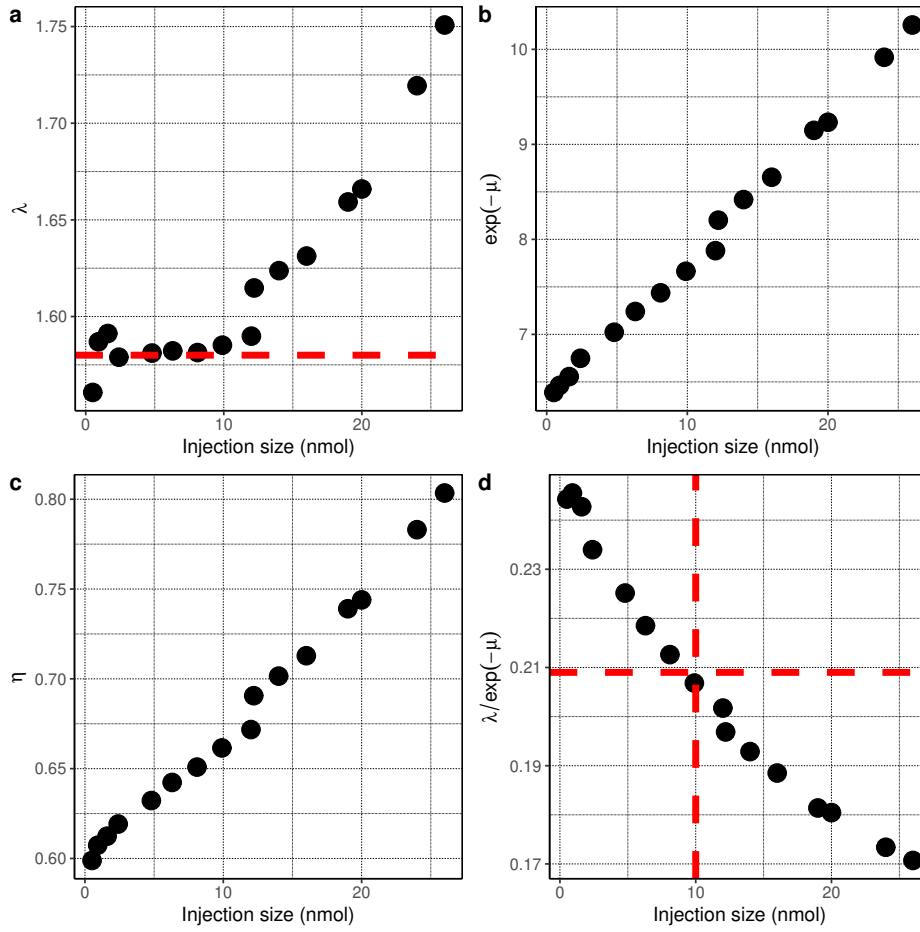 a
1.75
1.70
1.65
1.60
λ
0
10
20
Injection size (nmol)
b
10
9
8
7
exp(−μ)
0
10
20
Injection size (nmol)
c
0.80
0.75
0.70
0.65
0.60
η
0
10
20
Injection size (nmol)
d
0.23
0.21
0.19
0.17
λ/exp(−μ)
0
10
20
Injection size (nmol)